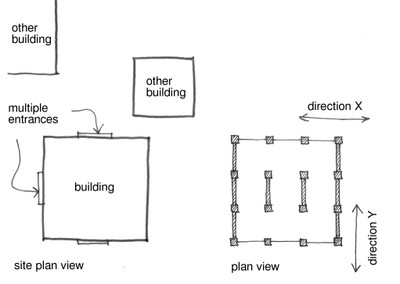 other
building
other
building
multiple
entrances
direction X
building
direction Y
site plan view
plan view